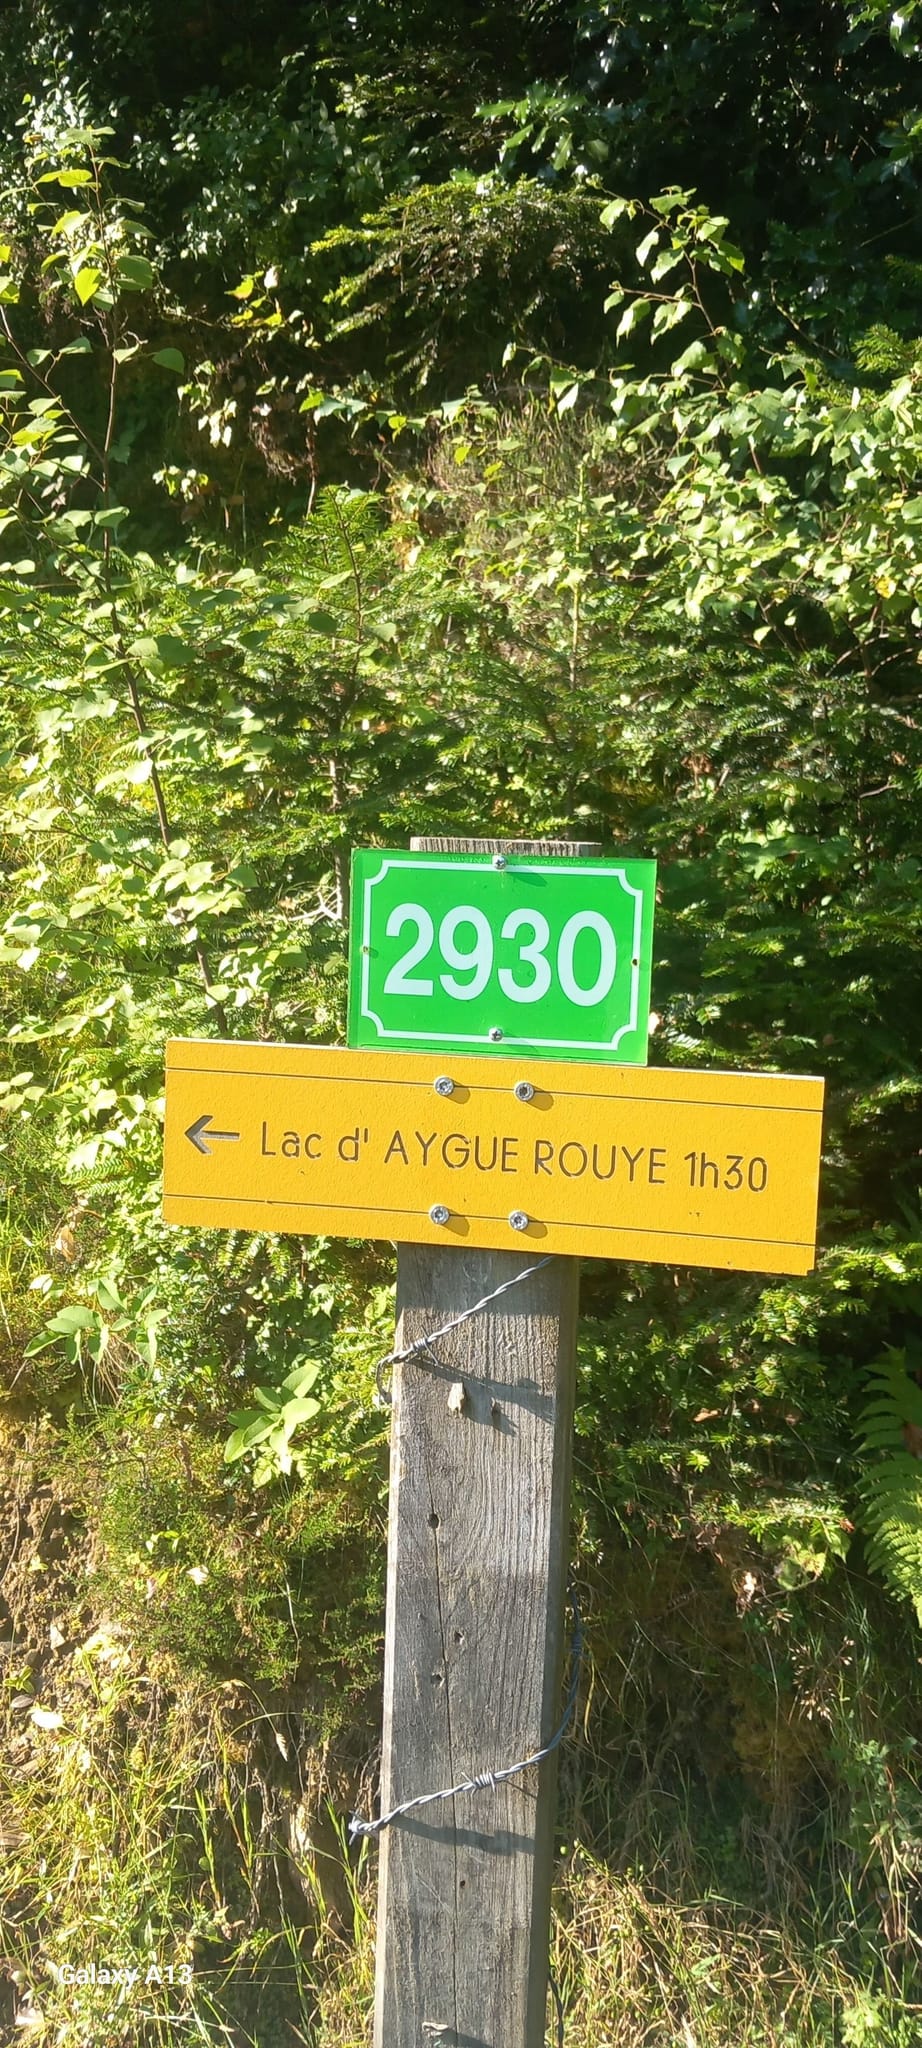 2930
← Lac d' AYGUE ROUYE 1h30
Galaxy A13